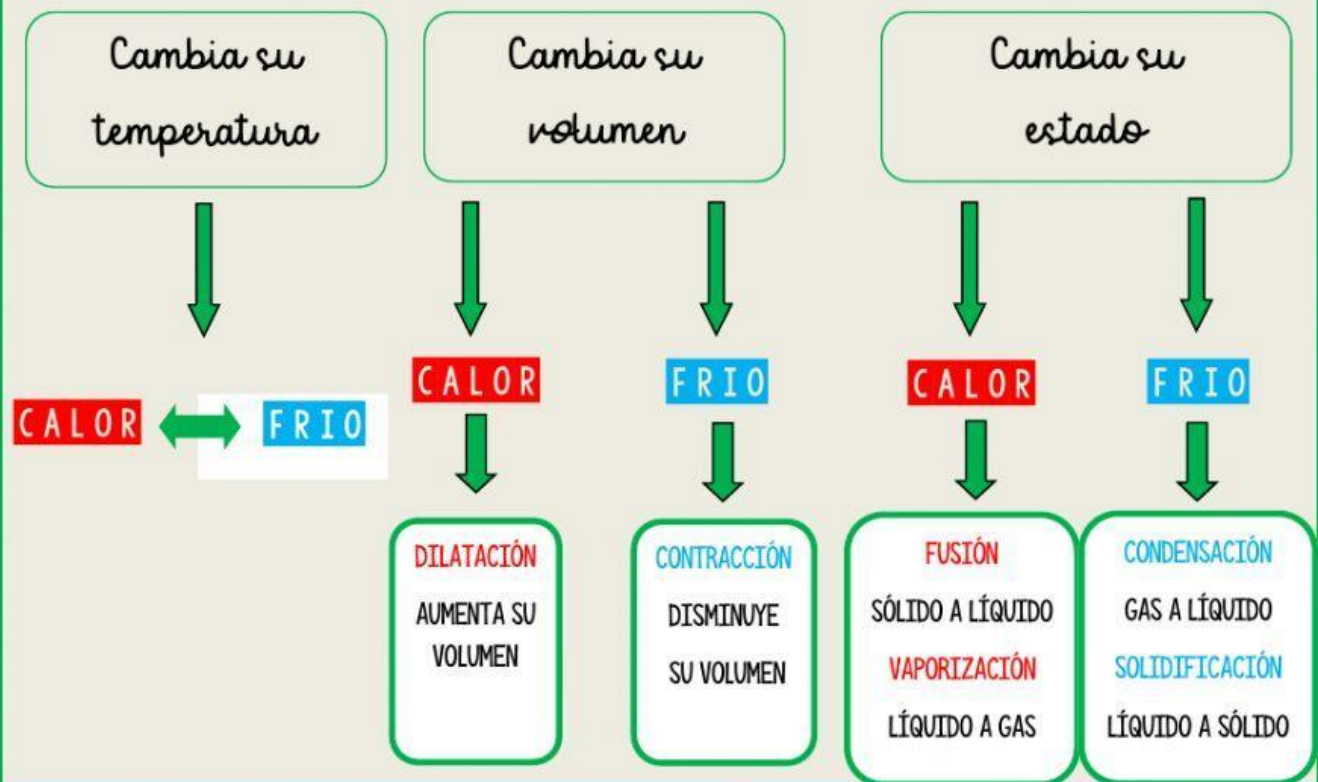 Cambia su
temperatura
CALOR
FRIO
Cambia su
volumen
CALOR
DILATACIÓN
AUMENTA SU
VOLUMEN
FRIO
CONTRACCIÓN
DISMINUYE
SU VOLUMEN
Cambia su
estado
CALOR
FUSIÓN
SÓLIDO A LÍQUIDO
VAPORIZACIÓN
LÍQUIDO A GAS
FRIO
CONDENSACIÓN
GAS A LÍQUIDO
SOLIDIFICACIÓN
LÍQUIDO A SÓLIDO